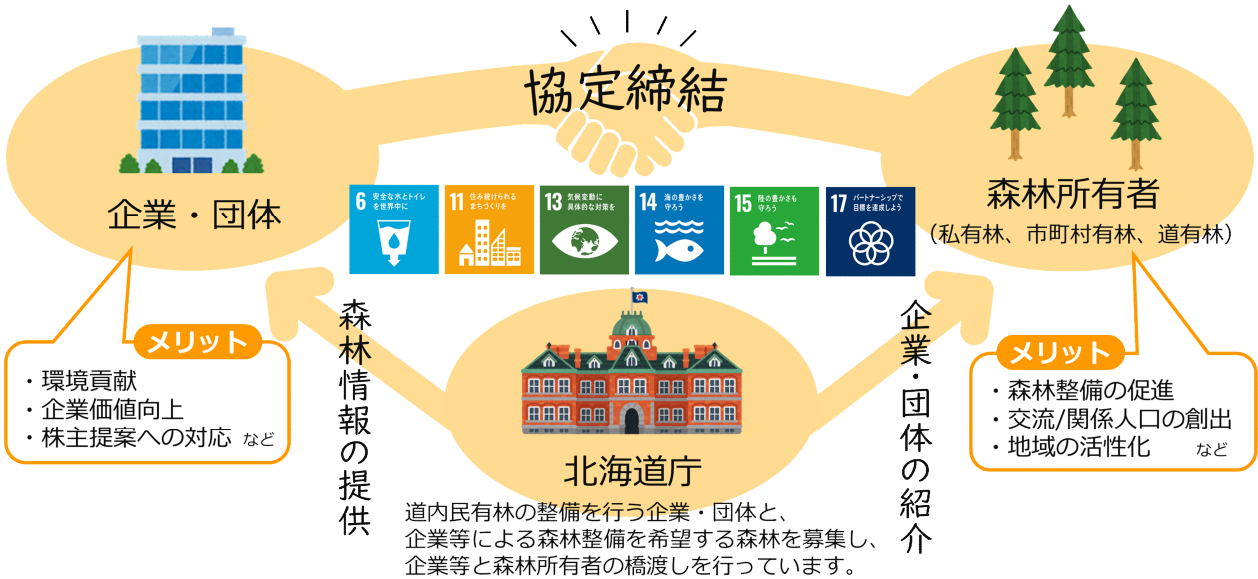 協定締結
企業・団体
森林所有者
(私有林、市町村有林、道有林)
6 安全な水とトイレ
を世界中に
11 住み続けられる
まちづくりを
13 気候変動に
具体的な対策を
14 海の豊かさを
守ろう
15 陸の豊かさも
守ろう
17 パートナーシップで
目標を達成しよう
メリット
・環境貢献
・企業価値向上
・株主提案への対応 など
森林情報の提供
企業・団体の紹介
メリット
・森林整備の促進
・交流/関係人口の創出
・地域の活性化 など
北海道庁
道内民有林の整備を行う企業・団体と、
企業等による森林整備を希望する森林を募集し、
企業等と森林所有者の橋渡しを行っています。